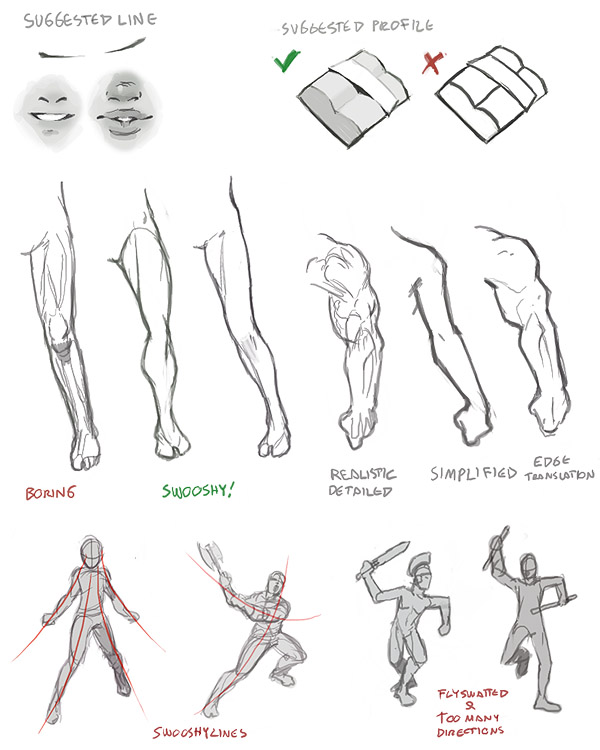 SUGGESTED LINE
SUGGESTED PROFILE
BORING
SWOOSHY!
REALISTIC
DETAILED
SIMPLIFIED
EDGE
TRANSLATION
SWOOSHYLINES
FLYSWATTED
&
TOO MANY
DIRECTIONS